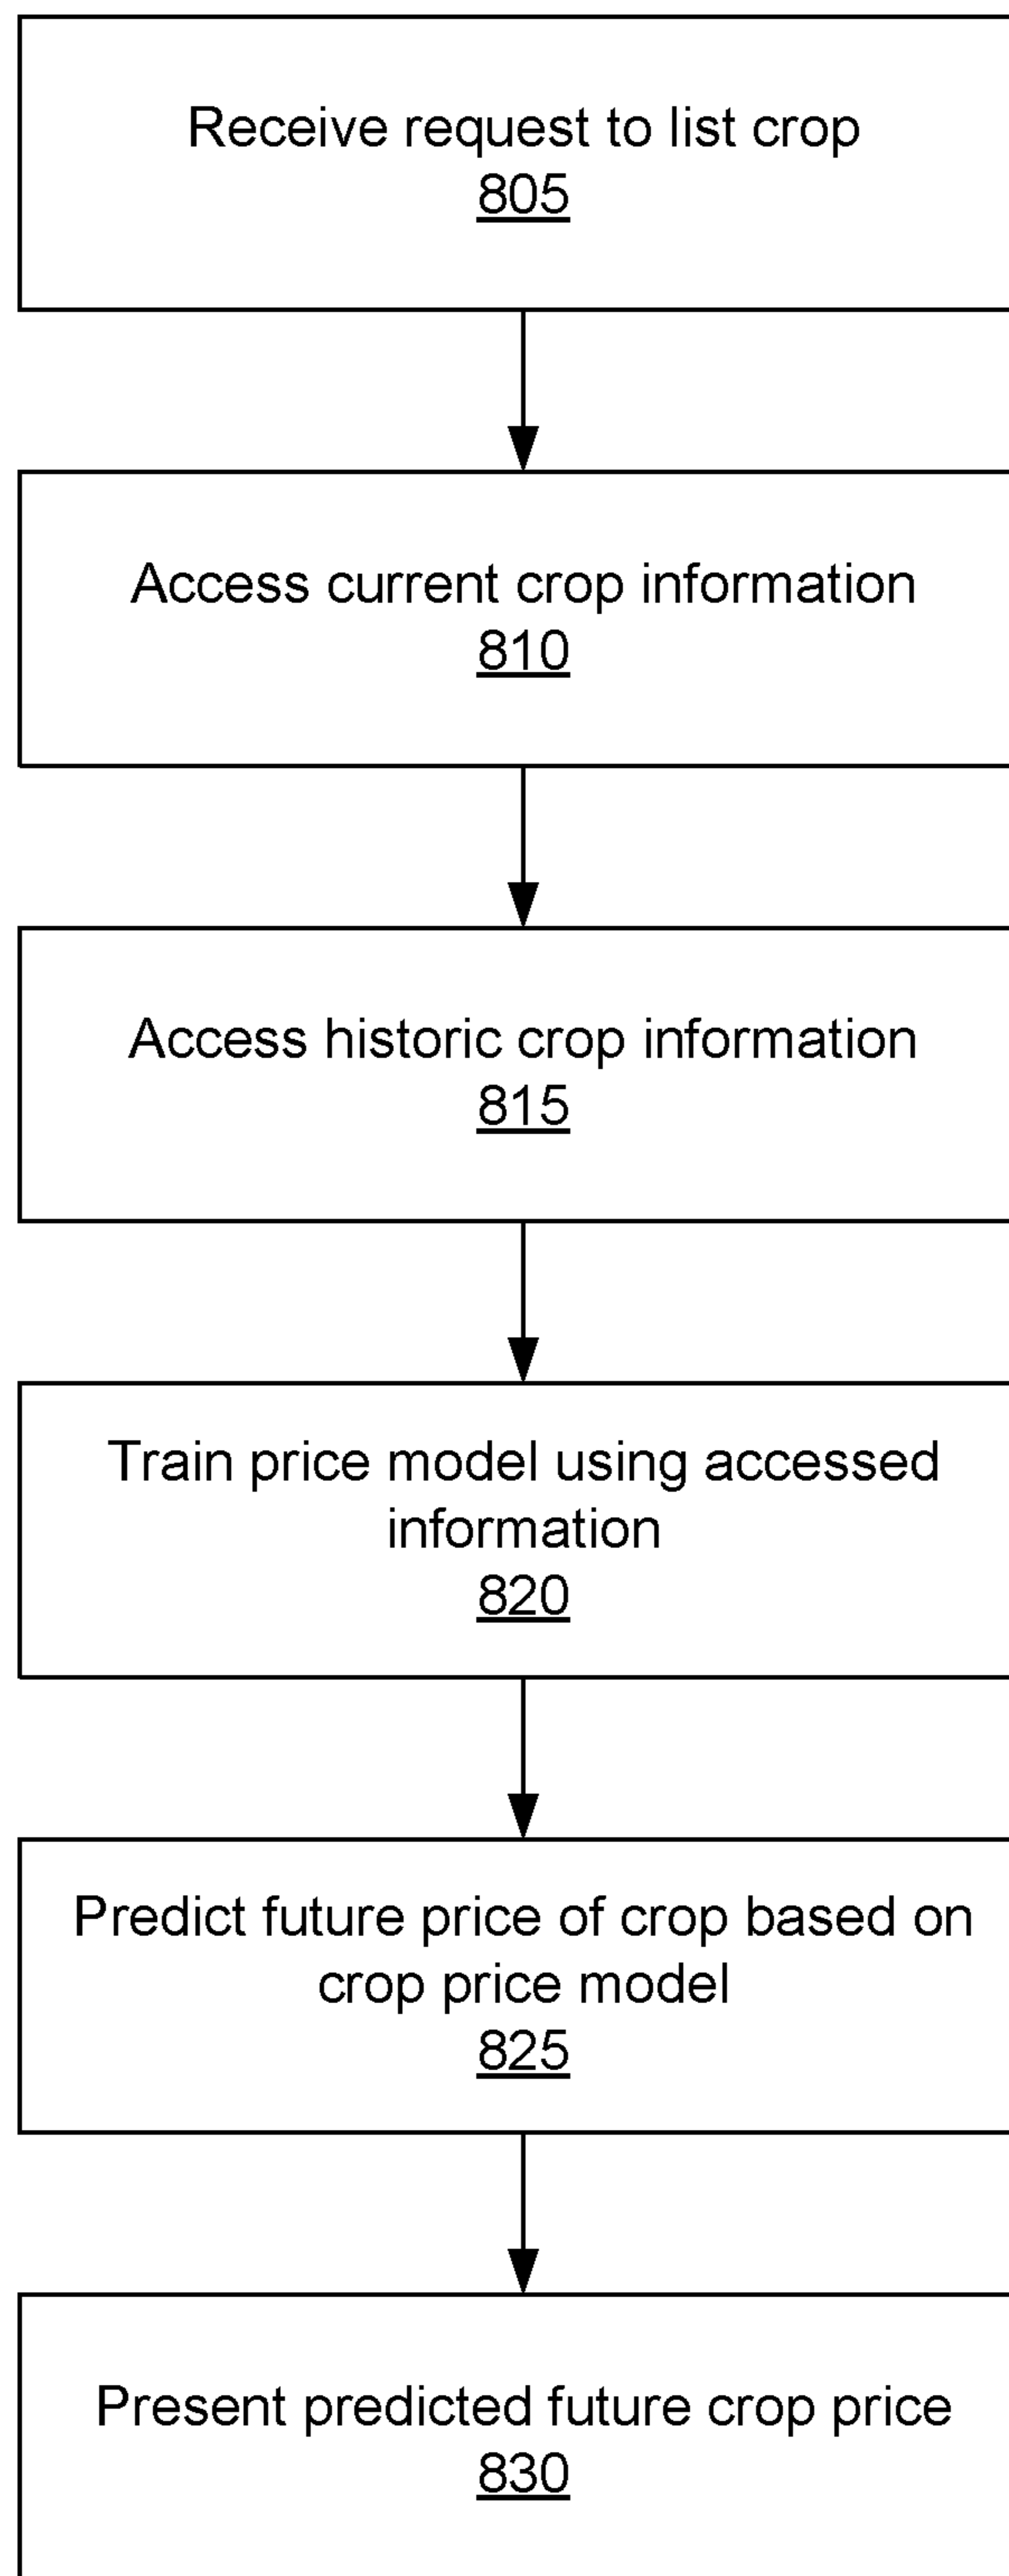 Receive request to list crop
805
Access current crop information
810
Access historic crop information
815
Train price model using accessed
information
820
Predict future price of crop based on
crop price model
825
Present predicted future crop price
830